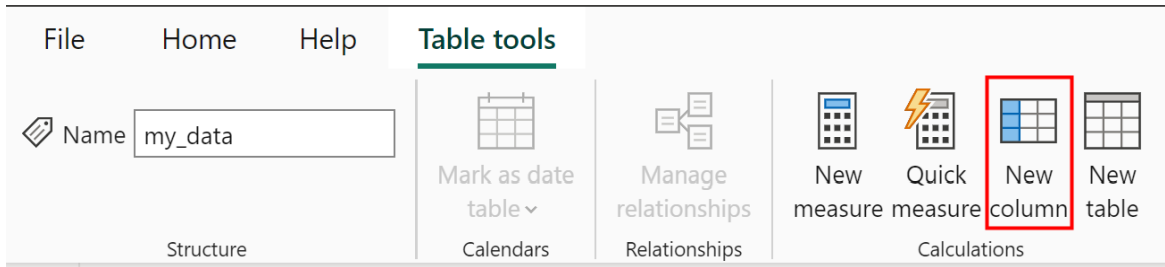 File Home Help Table tools
Name my_data
Mark as date
table
Manage
relationships
New
measure
Quick
measure
New
column
New
table
Structure Calendars Relationships Calculations